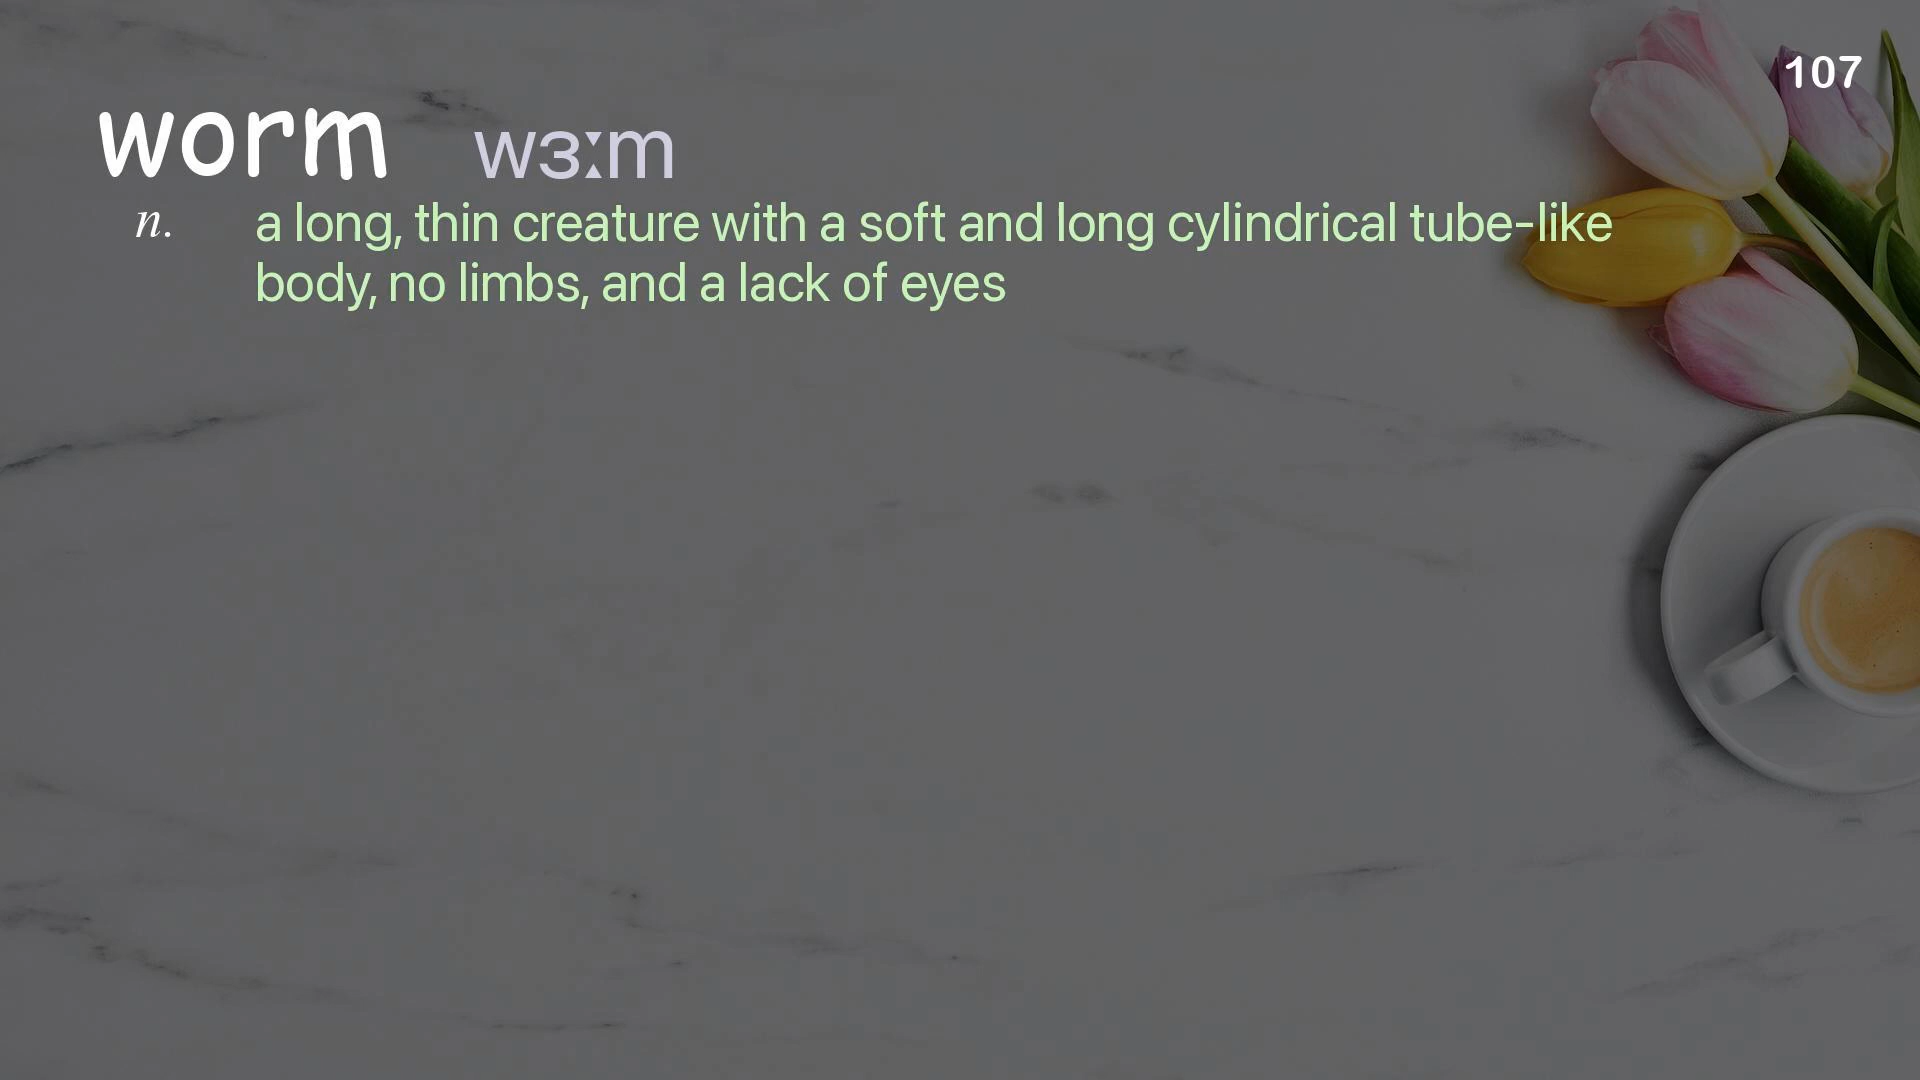 107
worm wɜːm
n. a long, thin creature with a soft and long cylindrical tube-like
body, no limbs, and a lack of eyes